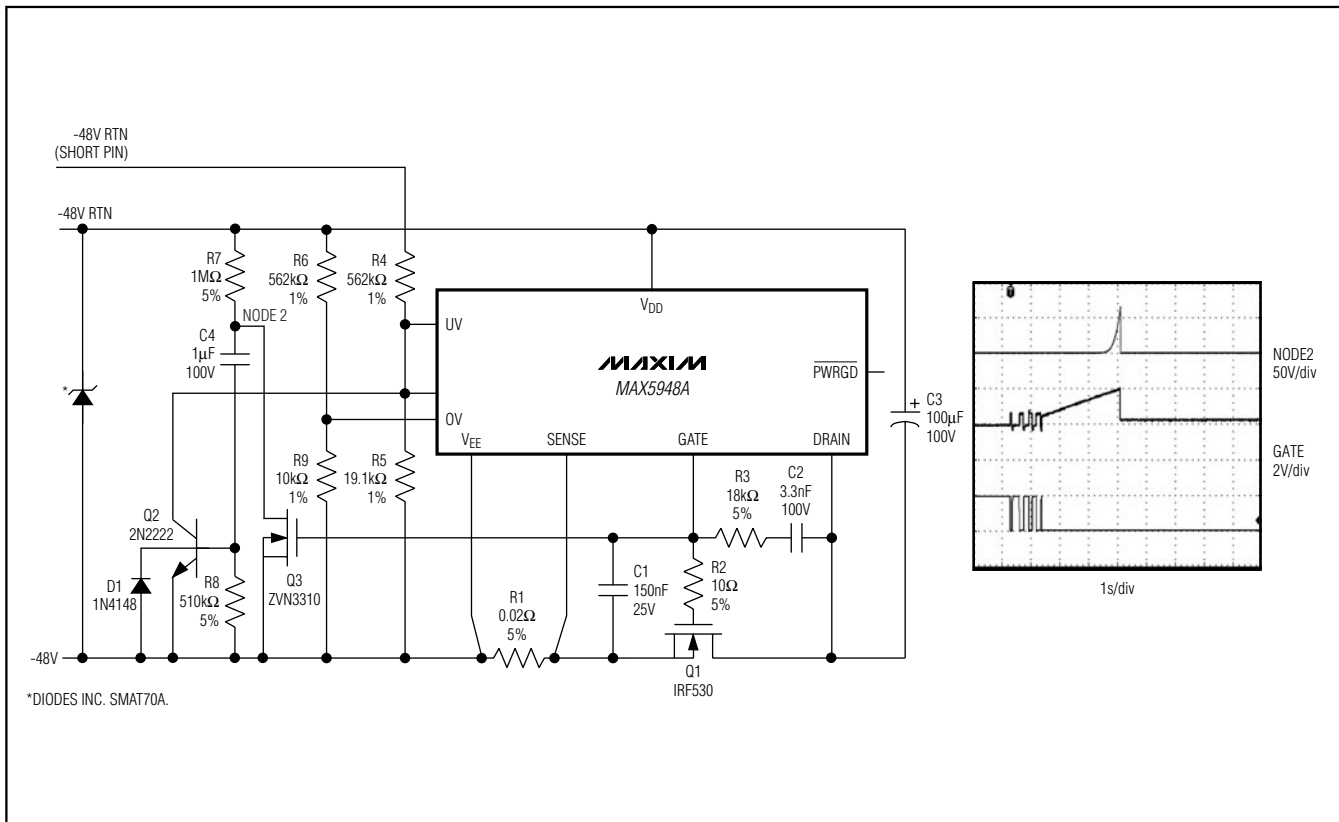 -48V RTN
(SHORT PIN)
-48V RTN
R7
1MΩ
5%
R6
562kΩ
1%
R4
562kΩ
1%
NODE 2
C4
1µF
100V
*
VDD
UV
MAXIM
MAX5948A
PWRGD
OV
VEE
SENSE
GATE
DRAIN
C3
100µF
100V
+
R9
10kΩ
1%
R5
19.1kΩ
1%
R3
18kΩ
5%
C2
3.3nF
100V
Q2
2N2222
D1
1N4148
R8
510kΩ
5%
Q3
ZVN3310
R1
0.02Ω
5%
C1
150nF
25V
R2
10Ω
5%
-48V
Q1
IRF530
*DIODES INC. SMAT70A.
NODE2
50V/div
GATE
2V/div
1s/div